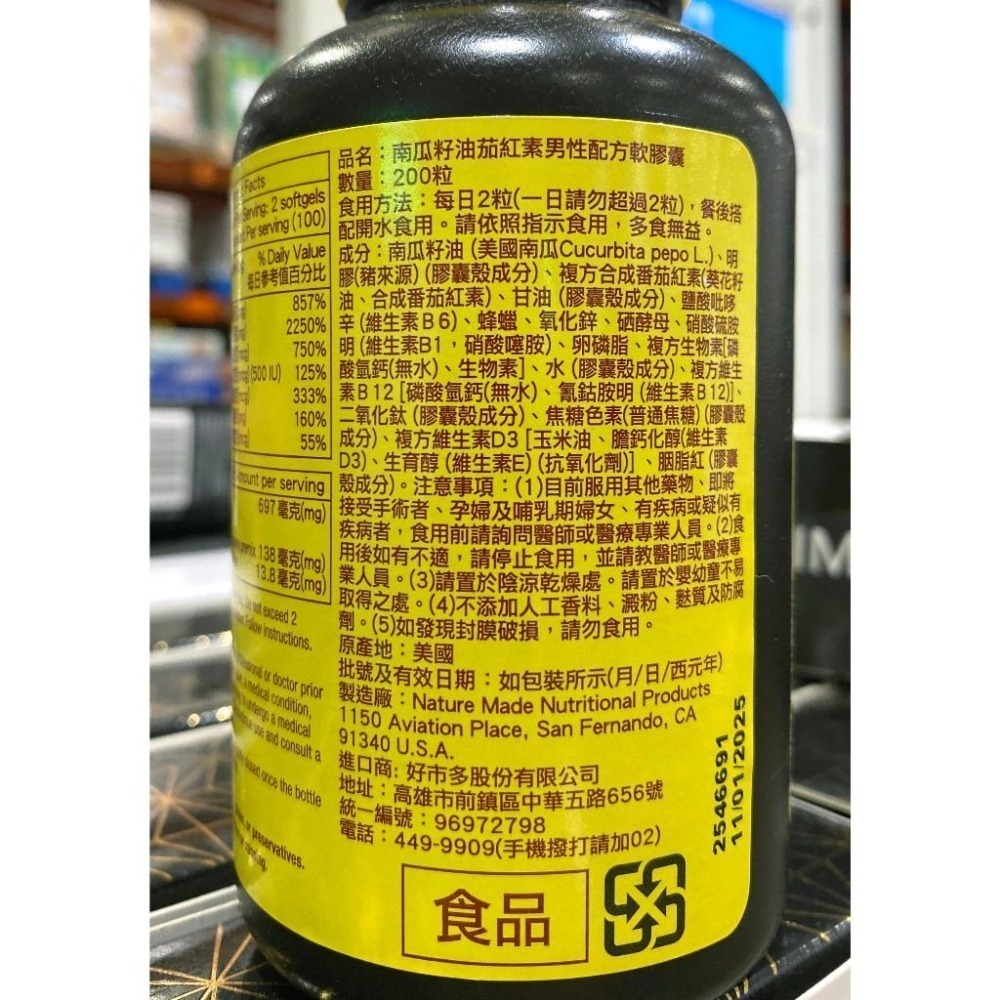 Facts
Serving: 2 softgels
Per serving (100)
% Daily Value
每日參考值百分比
857%
2250%
750%
(500 IU) 125%
333%
160%
55%
amount per serving
697 毫克(mg)
premix 138 毫克(mg)
13.8 毫克(mg)
Do not exceed 2
Follow instructions.
or doctor prior
medical condition,
undergo a medical
use and consult a
closed once the bottle
or preservatives.
品名：南瓜籽油茄紅素男性配方軟膠囊
數量：200粒
食用方法：每日2粒(一日請勿超過2粒)，餐後搭
配開水食用。請依照指示食用，多食無益。
成分：南瓜籽油 (美國南瓜Cucurbita pepo L.)、明
膠(豬來源) (膠囊殼成分)、複方合成番茄紅素(葵花籽
油、合成番茄紅素)、甘油 (膠囊殼成分)、鹽酸吡哆
辛 (維生素Ｂ6)、蜂蠟、氧化鋅、硒酵母、硝酸硫胺
明 (維生素B1，硝酸噻胺)、卵磷脂、複方生物素[磷
酸氫鈣(無水)、生物素]、水 (膠囊殼成分)、複方維生
素Ｂ12 [磷酸氫鈣(無水)、氰鈷胺明 (維生素Ｂ12)]、
二氧化鈦 (膠囊殼成分)、焦糖色素(普通焦糖) (膠囊殼
成分)、複方維生素D3 [玉米油、膽鈣化醇(維生素
D3)、生育醇 (維生素E) (抗氧化劑)] 、胭脂紅 (膠囊
殼成分)。注意事項：(1)目前服用其他藥物、即將
接受手術者、孕婦及哺乳期婦女、有疾病或疑似有
疾病者，食用前請詢問醫師或醫療專業人員。(2)食
用後如有不適，請停止食用，並請教醫師或醫療專
業人員。(3)請置於陰涼乾燥處。請置於嬰幼童不易
取得之處。(4)不添加人工香料、澱粉、麩質及防腐
劑。(5)如發現封膜破損，請勿食用。
原產地：美國
批號及有效日期：如包裝所示(月/日/西元年)
製造廠：Nature Made Nutritional Products
1150 Aviation Place, San Fernando, CA
91340 U.S.A.
進口商: 好市多股份有限公司
地址：高雄市前鎮區中華五路656號
統一編號：96972798
電話：449-9909(手機撥打請加02)
食品
2546691
11/01/2025